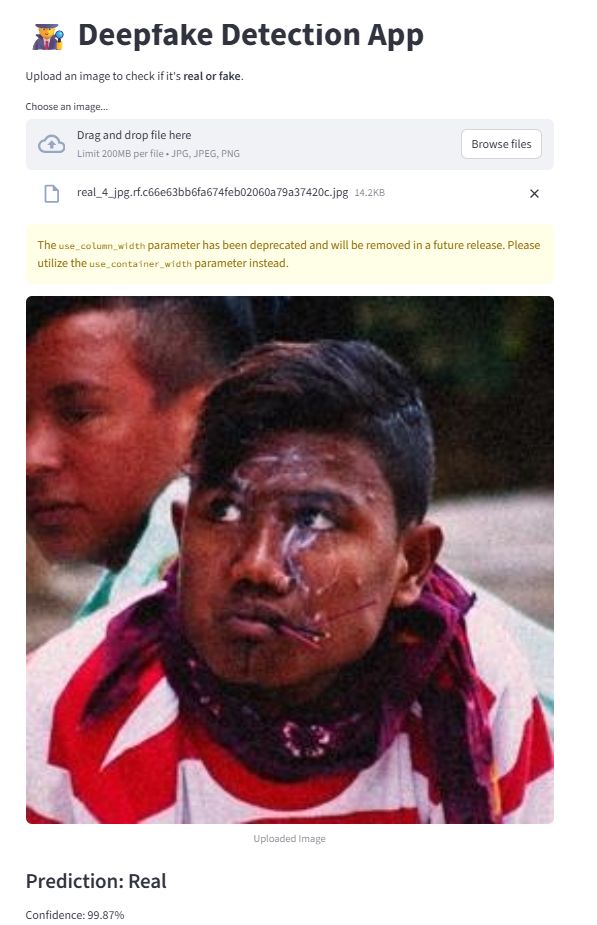 Deepfake Detection App
Upload an image to check if it's real or fake.
Choose an image...
Drag and drop file here
Limit 200MB per file • JPG, JPEG, PNG
Browse files
real_4_jpg.rf.c66e63bb6fa674feb02060a79a37420c.jpg 14.2KB
The use_column_width parameter has been deprecated and will be removed in a future release. Please
utilize the use_container_width parameter instead.
Uploaded Image
Prediction: Real
Confidence: 99.87%